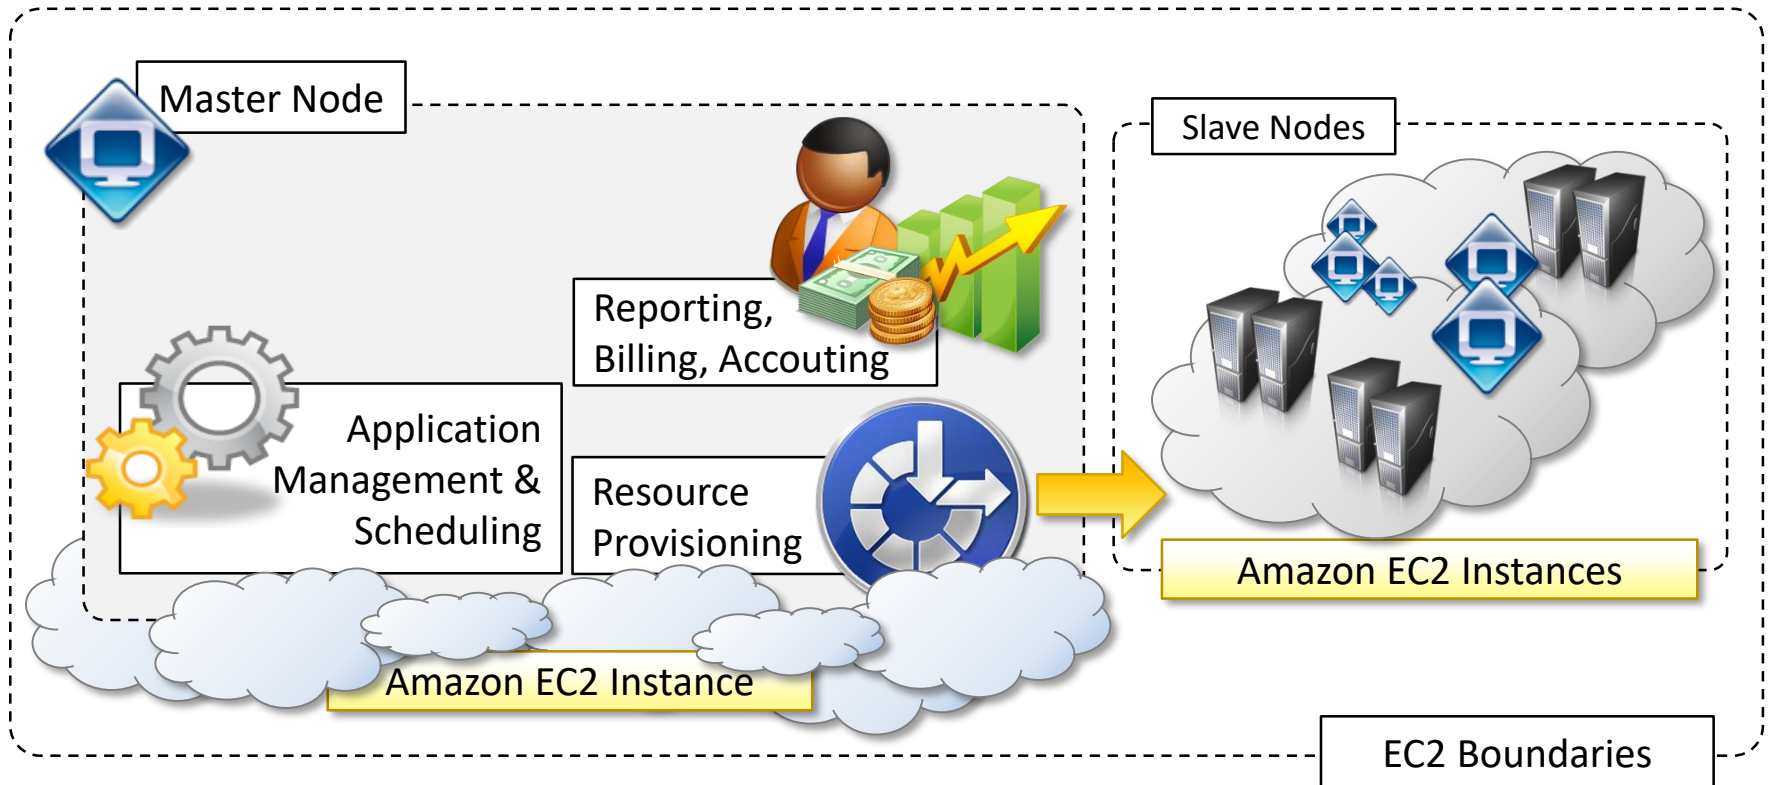 Master Node
Slave Nodes
Reporting,
Billing, Accouting
Application
Management &
Scheduling
Resource
Provisioning
Amazon EC2 Instances
Amazon EC2 Instance
EC2 Boundaries